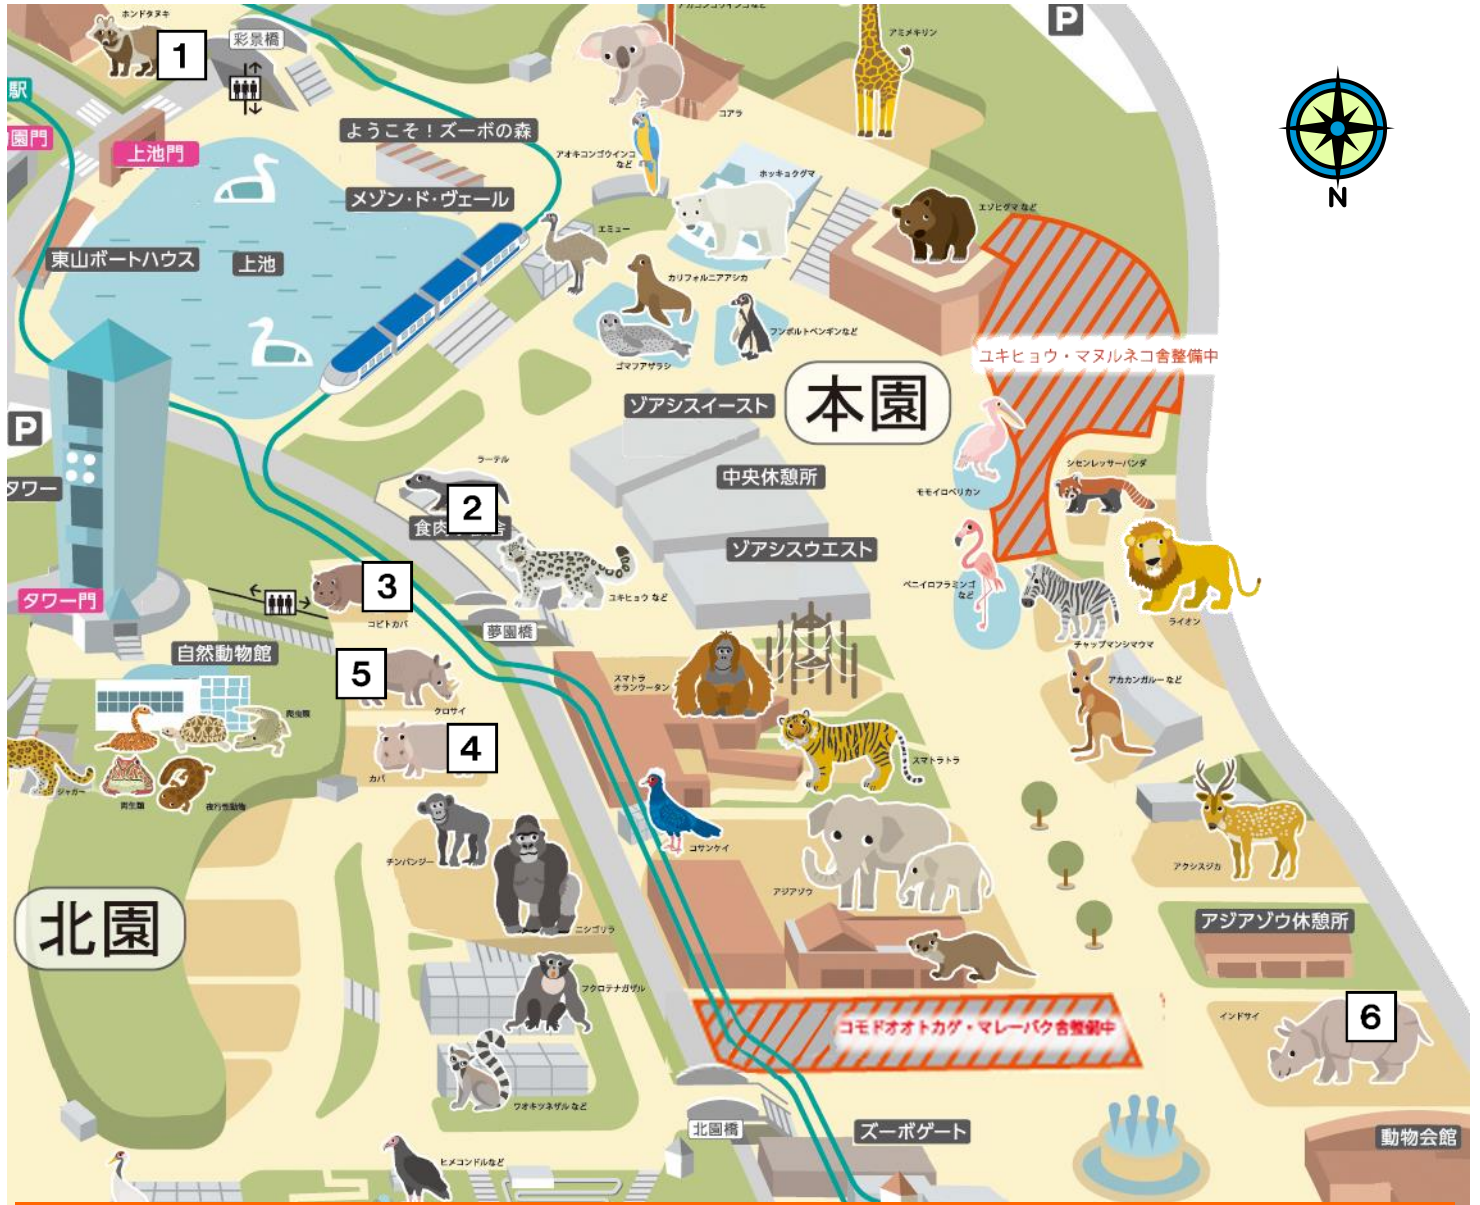 ホンドタヌキ
1
彩景橋
アミメキリン
P
コアラ
駅
園門
上池門
ようこそ！ズーボの森
アオキコンゴウインコ
など
ホッキョクグマ
メゾン・ド・ヴェール
エゾヒグマ など
N
エミュー
東山ボートハウス
上池
カリフォルニアアシカ
フンボルトペンギンなど
ゴマフアザラシ
ユキヒョウ・マヌルネコ舎整備中
本園
ゾアシスイースト
P
ラーテル
中央休憩所
シセンレッサーパンダ
モモイロペリカン
タワー
2
食肉
舎
ゾアシスウエスト
ベニイロフラミンゴ
など
3
ユキヒョウ など
タワー門
コビトカバ
夢園橋
ライオン
チャップマンシマウマ
自然動物館
5
スマトラ
オランウータン
アカカンガルー など
クロサイ
爬虫類
4
カバ
スマトラトラ
ジャガー
両生類
夜行性動物
コサンケイ
チンパンジー
アクシスジカ
アジアゾウ
北園
ニシゴリラ
アジアゾウ休憩所
フクロテナガザル
インドサイ
6
コモドオオトカゲ・マレーバク舎整備中
ワオキツネザル など
北園橋
ズーボゲート
動物会館
ヒメコンドルなど